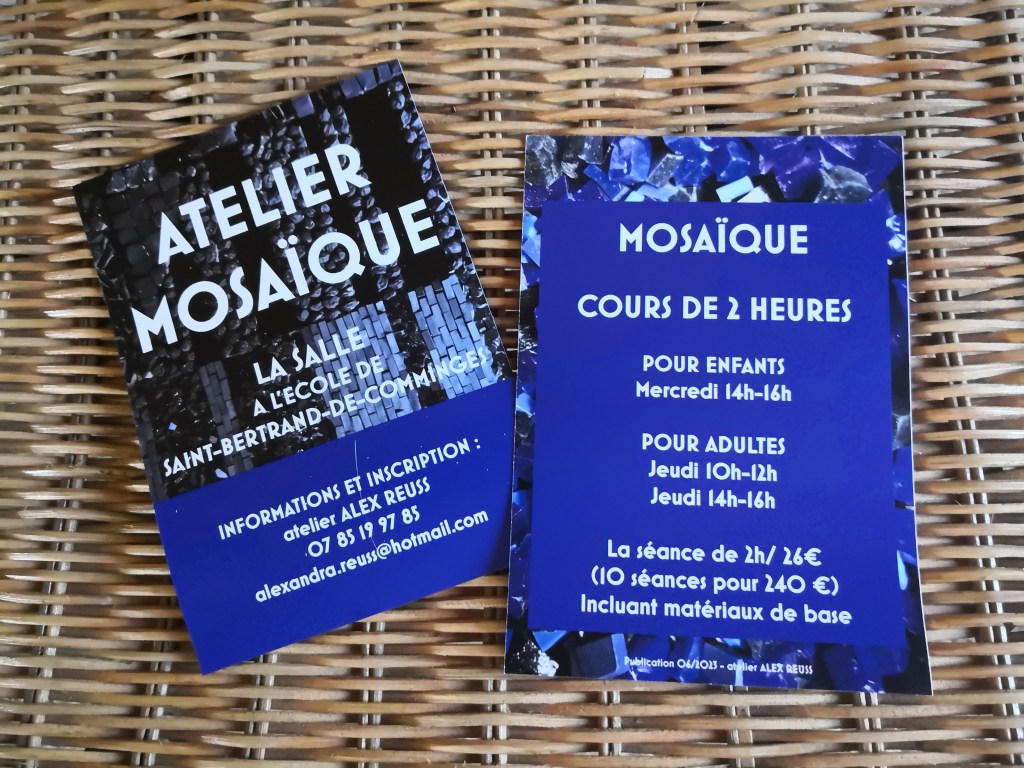 ATELIER
MOSAÏQUE
LA SALLE
A L'ÉCOLE DE
SAINT-BERTRAND-DE-COMMINGES
INFORMATIONS ET INSCRIPTION :
atelier ALEX REUSS
07 85 19 97 85
alexandra.reuss@hotmail.com
MOSAÏQUE
COURS DE 2 HEURES
POUR ENFANTS
Mercredi 14h-16h
POUR ADULTES
Jeudi 10h-12h
Jeudi 14h-16h
La séance de 2h/ 26€
(10 séances pour 240 €)
Incluant matériaux de base
Publication 06/2023 - atelier ALEX REUSS